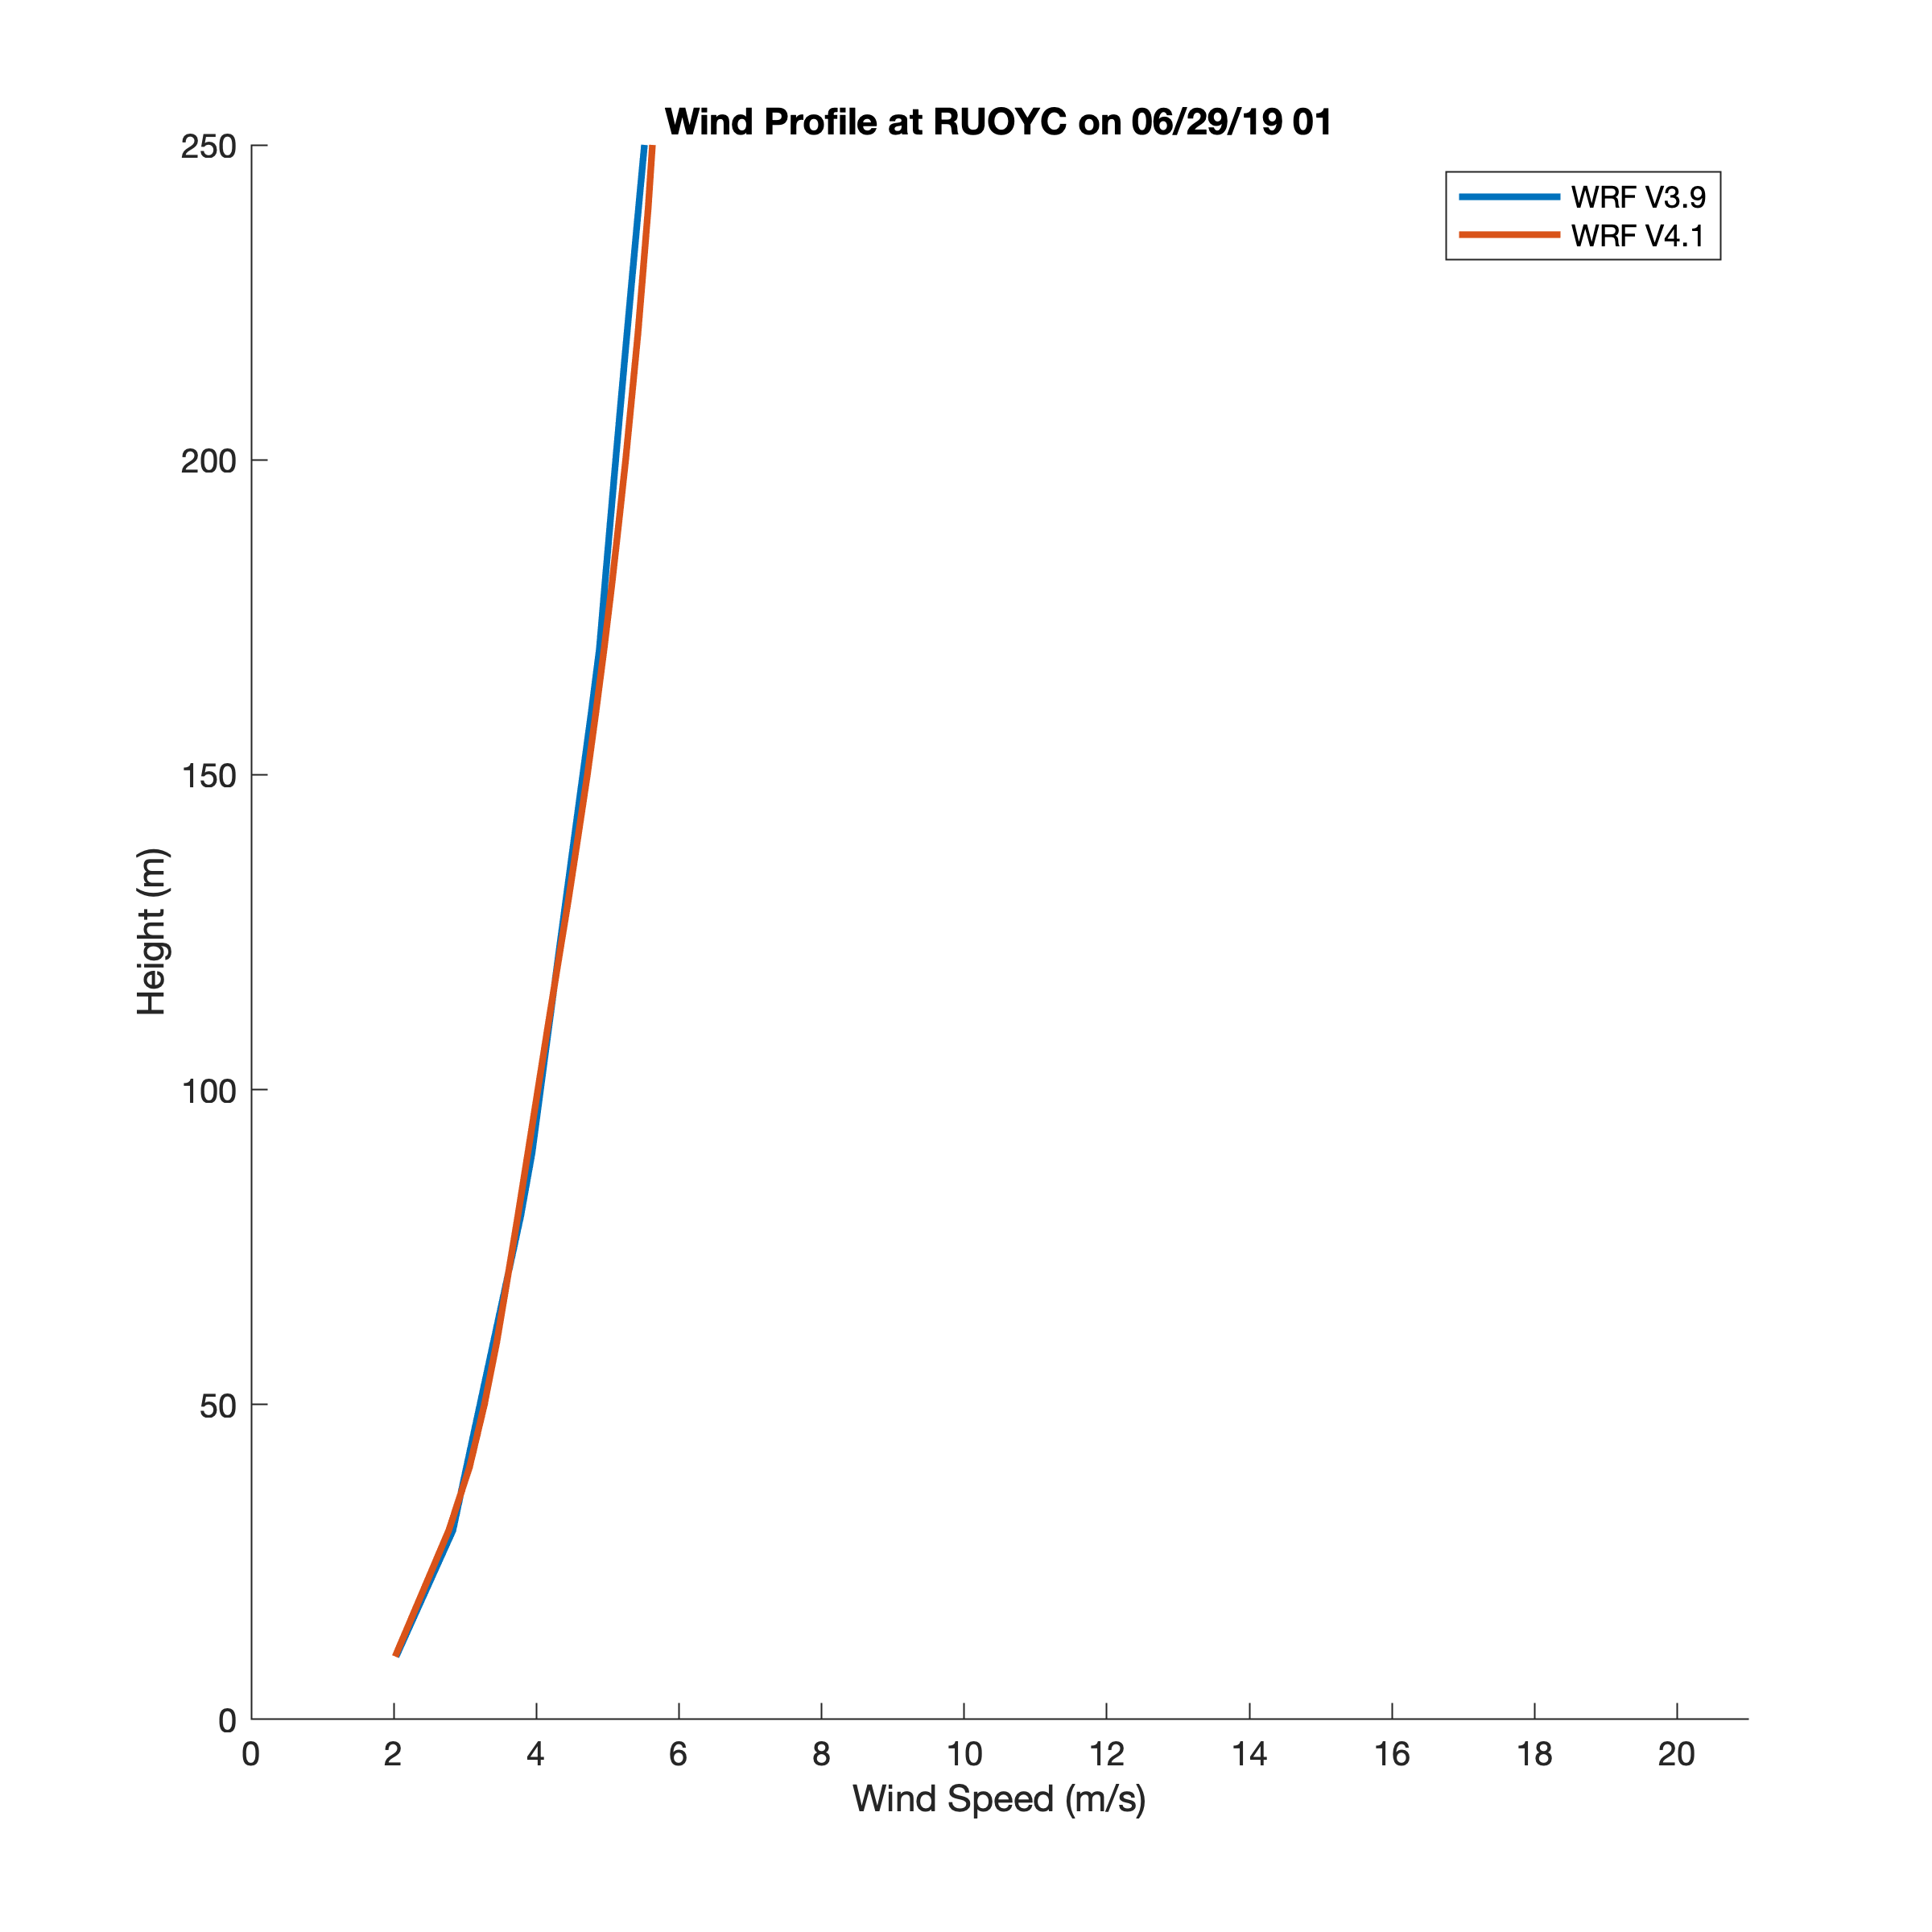 Wind Profile at RUOYC on 06/29/19 01
WRF V3.9
WRF V4.1
250
200
150
100
50
0
Height (m)
0 2 4 6 8 10 12 14 16 18 20
Wind Speed (m/s)